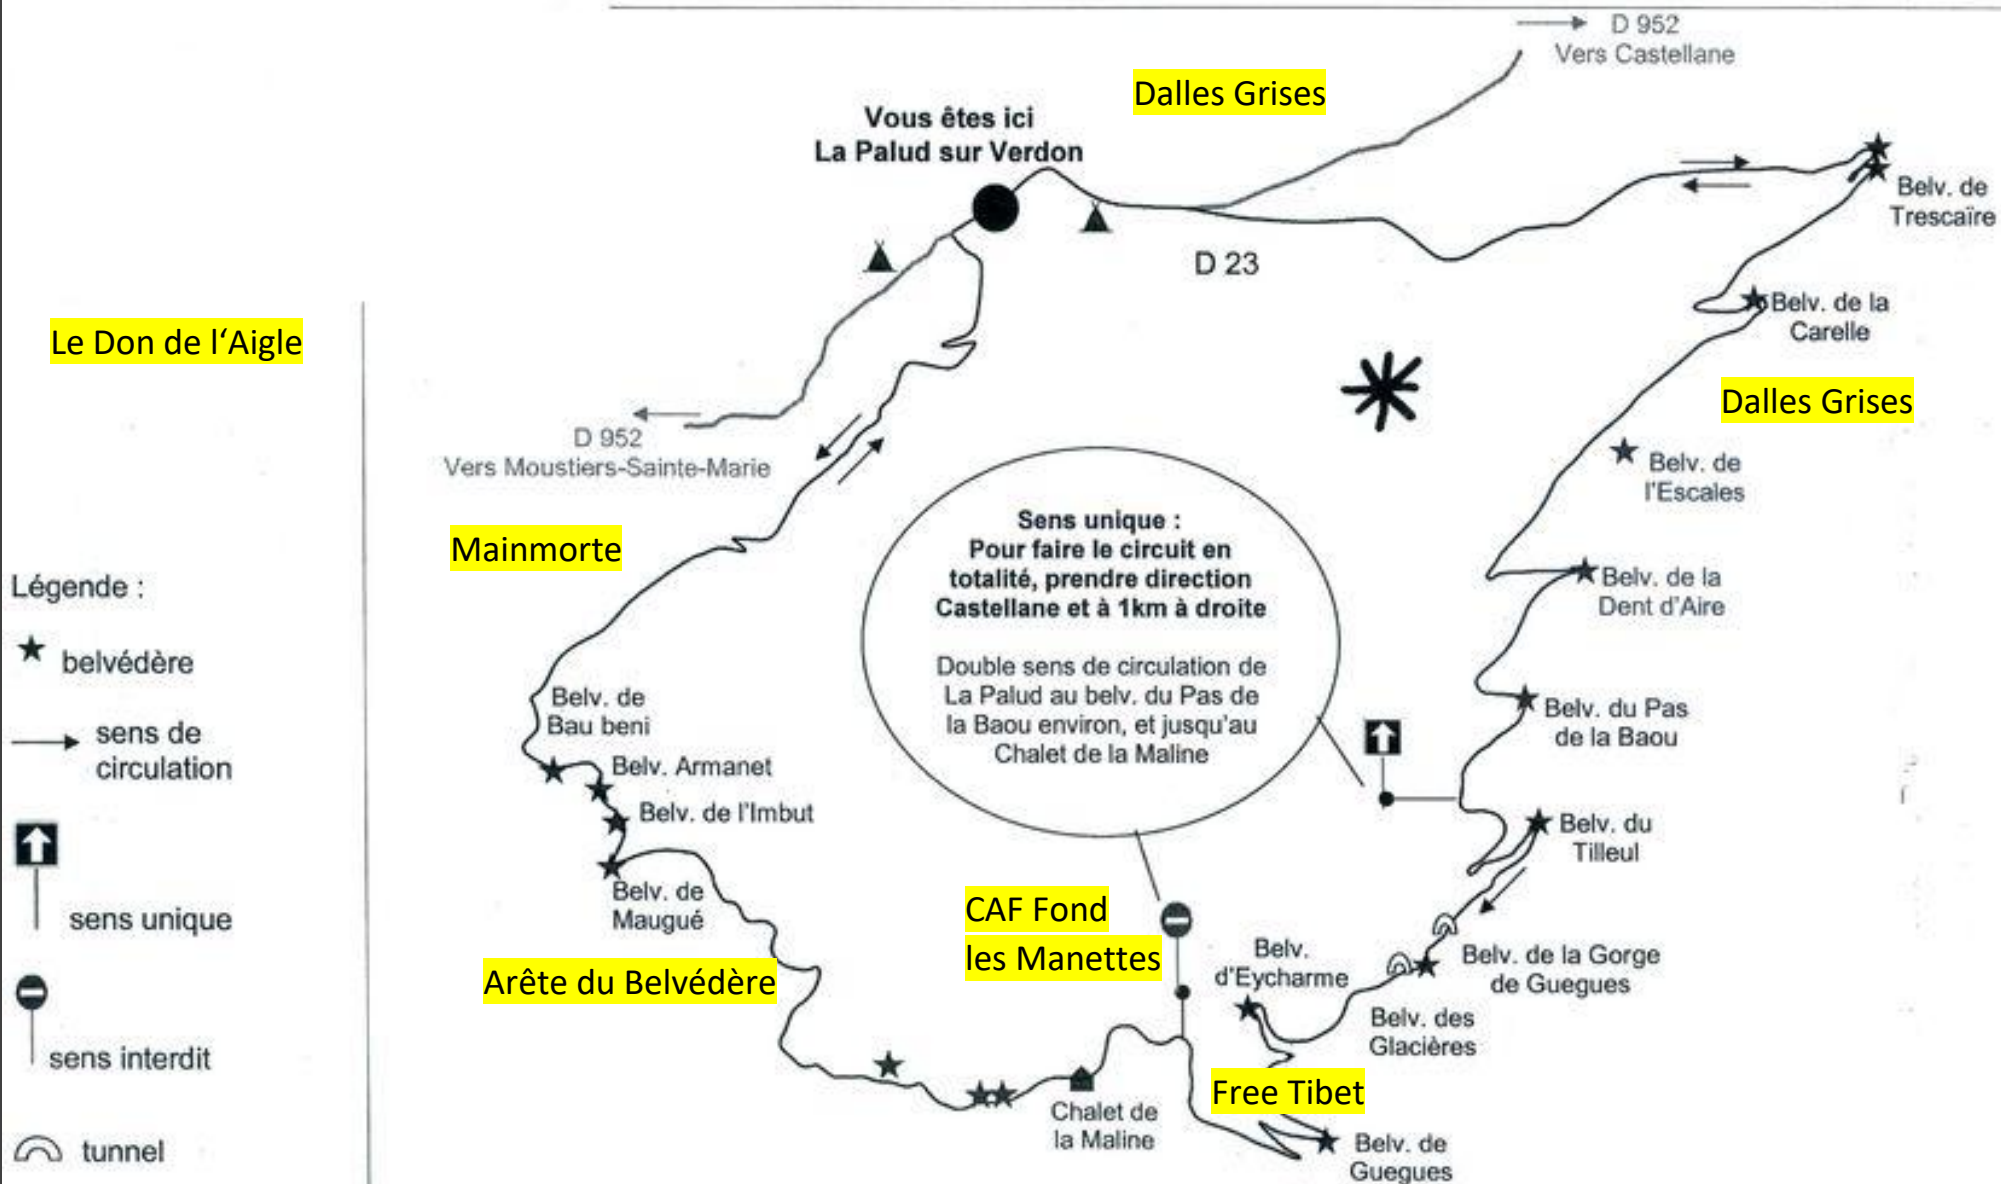 D 952
Vers Castellane
Dalles Grises
Vous êtes ici
La Palud sur Verdon
Belv. de
Trescaïre
D 23
Belv. de la
Carelle
Le Don de l‘Aigle
Dalles Grises
D 952
Vers Moustiers-Sainte-Marie
Belv. de
l'Escales
Mainmorte
Sens unique :
Pour faire le circuit en
totalité, prendre direction
Castellane et à 1km à droite
Double sens de circulation de
La Palud au belv. du Pas de
la Baou environ, et jusqu'au
Chalet de la Maline
Belv. de la
Dent d'Aire
Légende :
belvédère
sens de
circulation
sens unique
sens interdit
tunnel
Belv. de
Bau beni
Belv. Armanet
Belv. de l'Imbut
Belv. de
Maugué
Belv. du Pas
de la Baou
Belv. du
Tilleul
CAF Fond
les Manettes
Arête du Belvédère
Belv.
d'Eycharme
Belv. de la Gorge
de Guegues
Belv. des
Glacières
Free Tibet
Chalet de
la Maline
Belv. de
Guegues